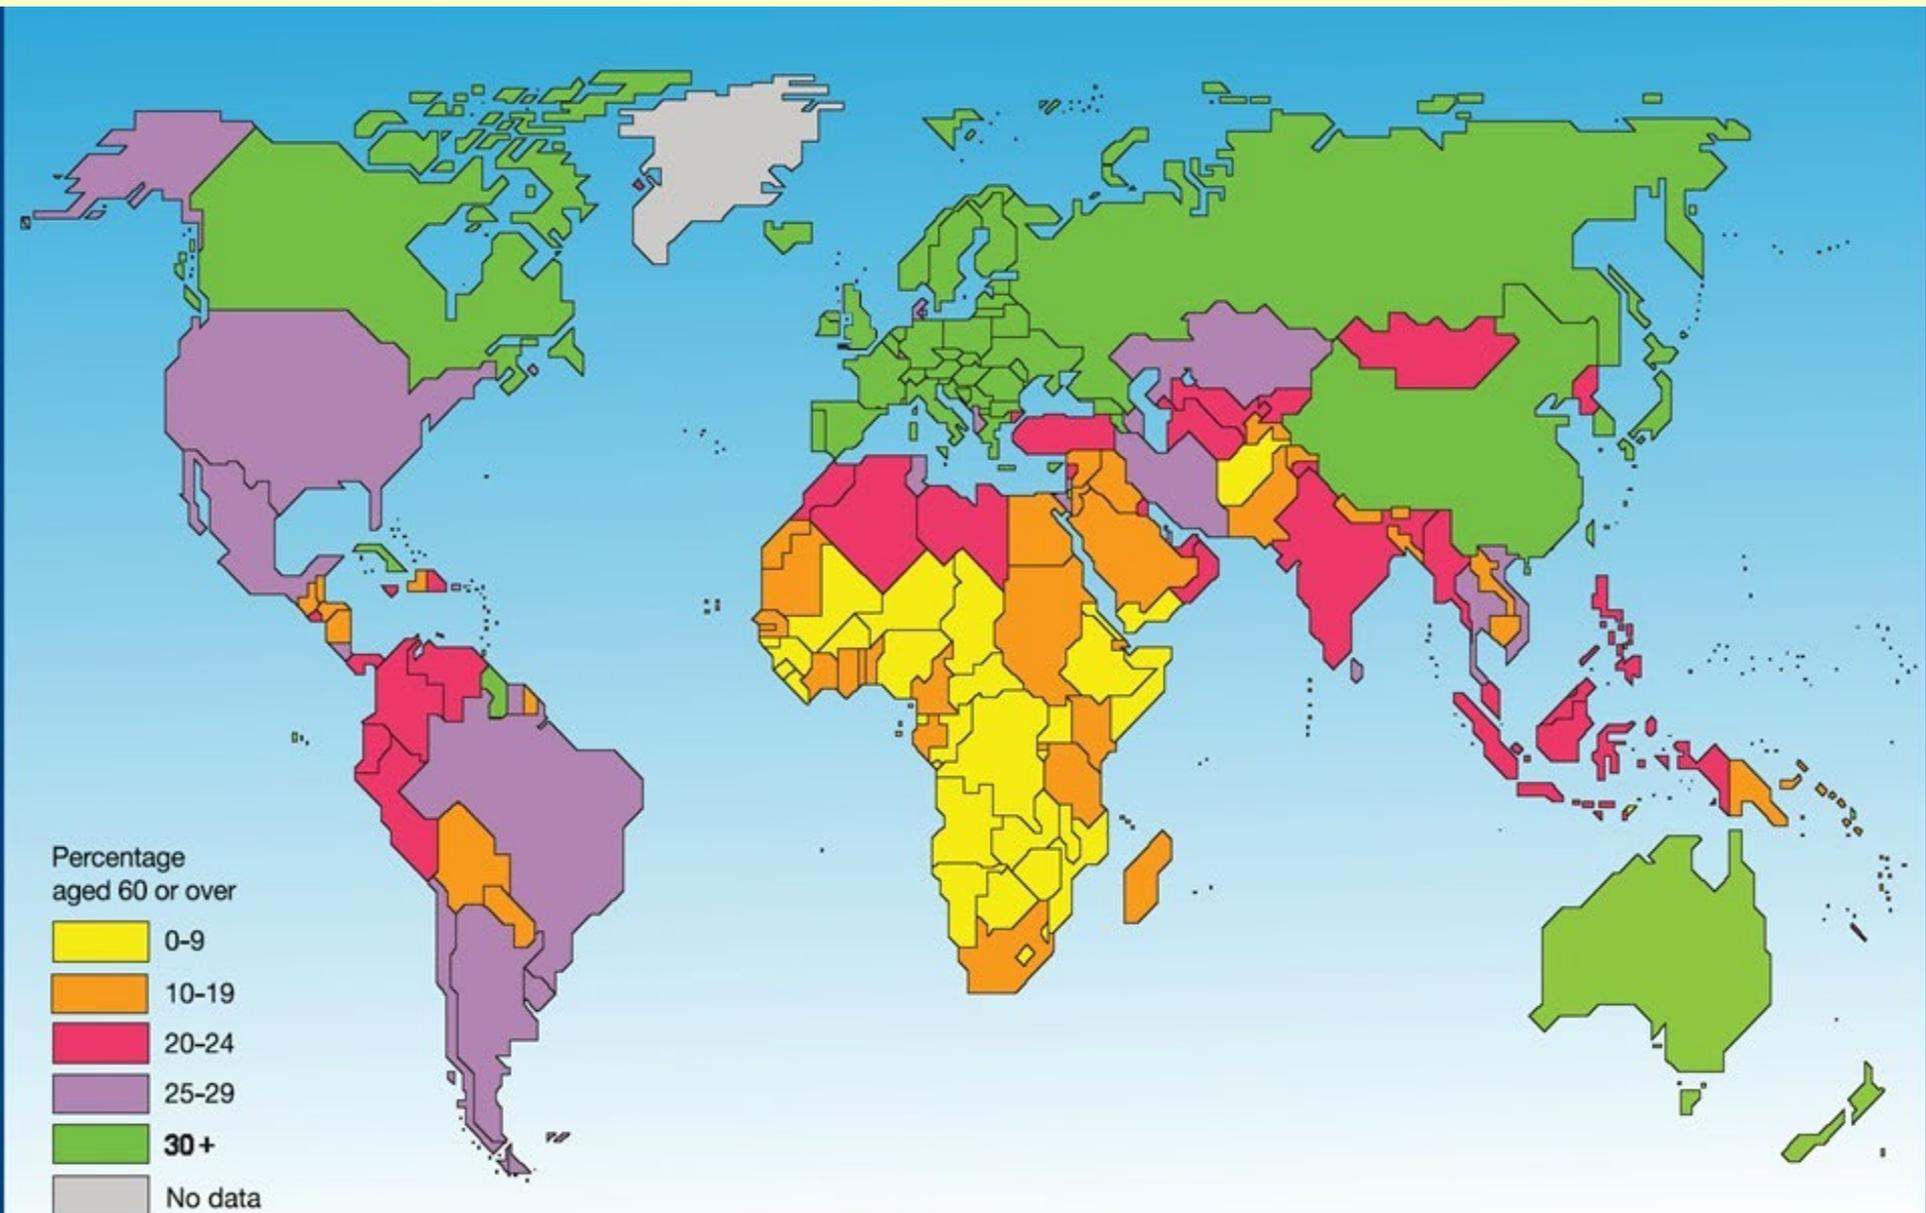 Percentage
aged 60 or over
0–9
10–19
20–24
25–29
30 +
No data